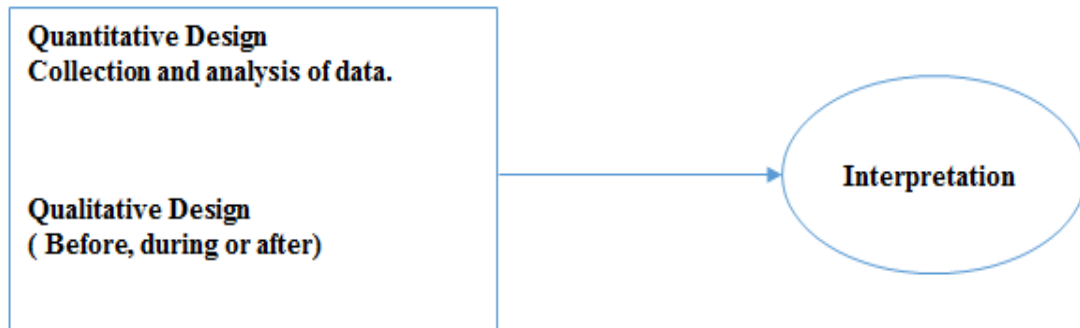 Quantitative Design
Collection and analysis of data.
Qualitative Design
( Before, during or after)
Interpretation